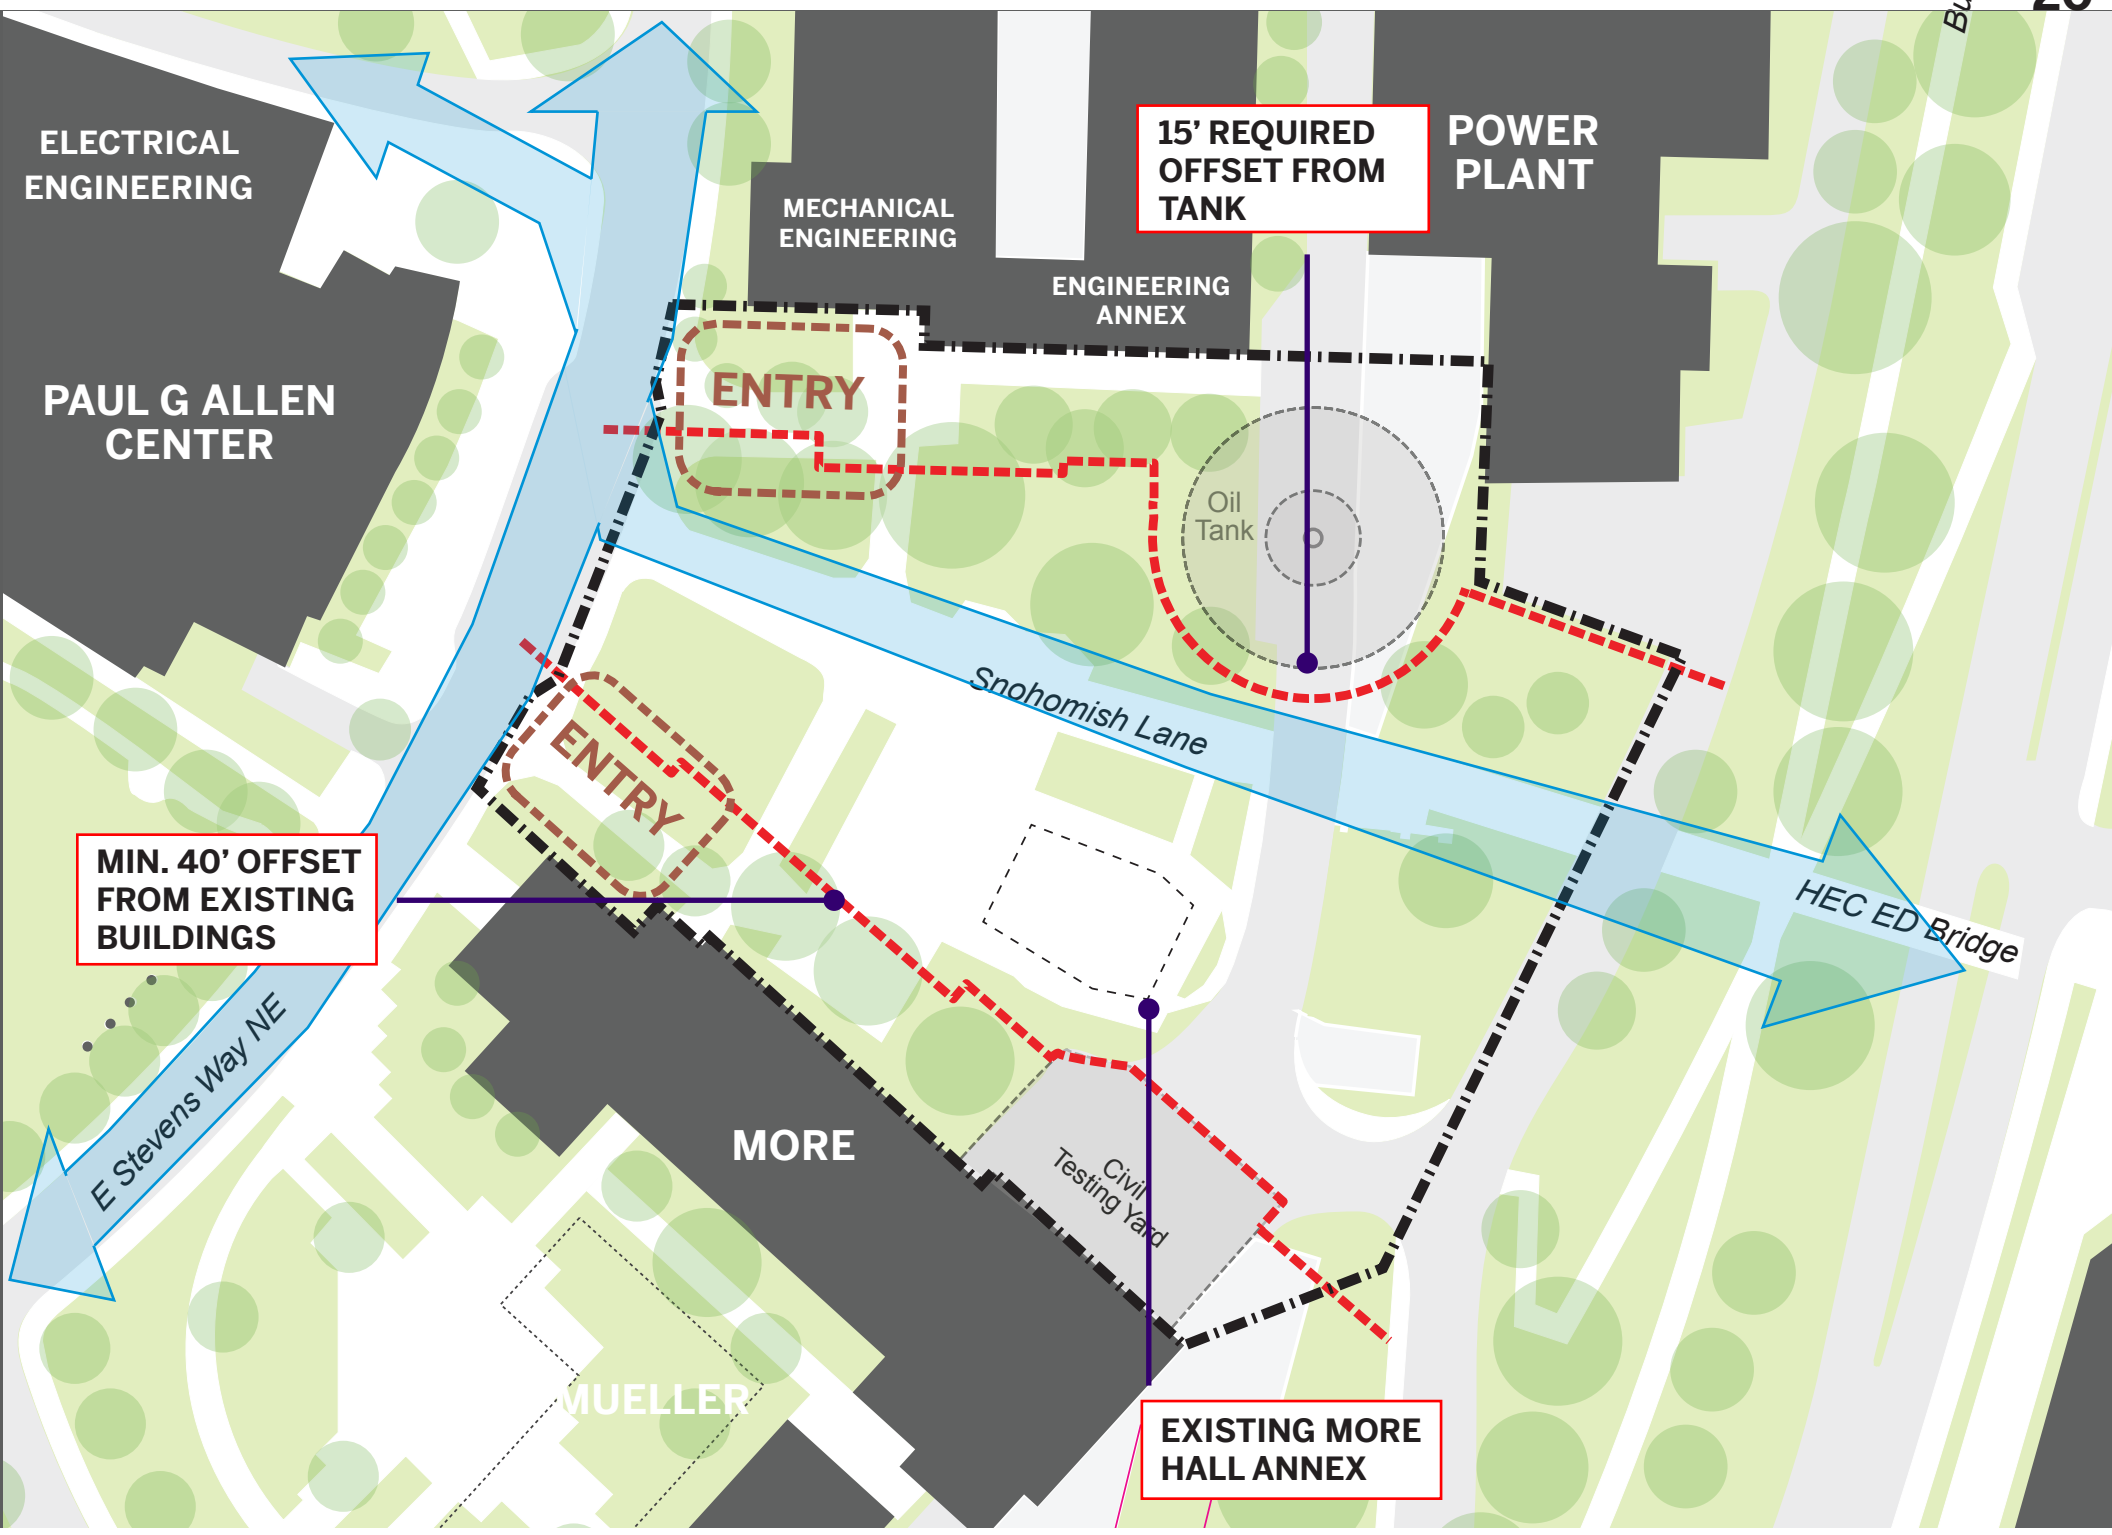 ELECTRICAL
ENGINEERING
PAUL G ALLEN
CENTER
MECHANICAL
ENGINEERING
ENGINEERING
ANNEX
15’ REQUIRED
OFFSET FROM
TANK
POWER
PLANT
ENTRY
Oil
Tank
Snohomish Lane
ENTRY
MIN. 40’ OFFSET
FROM EXISTING
BUILDINGS
HEC ED Bridge
E Stevens Way NE
MORE
Civil
Testing Yard
MUELLER
EXISTING MORE
HALL ANNEX